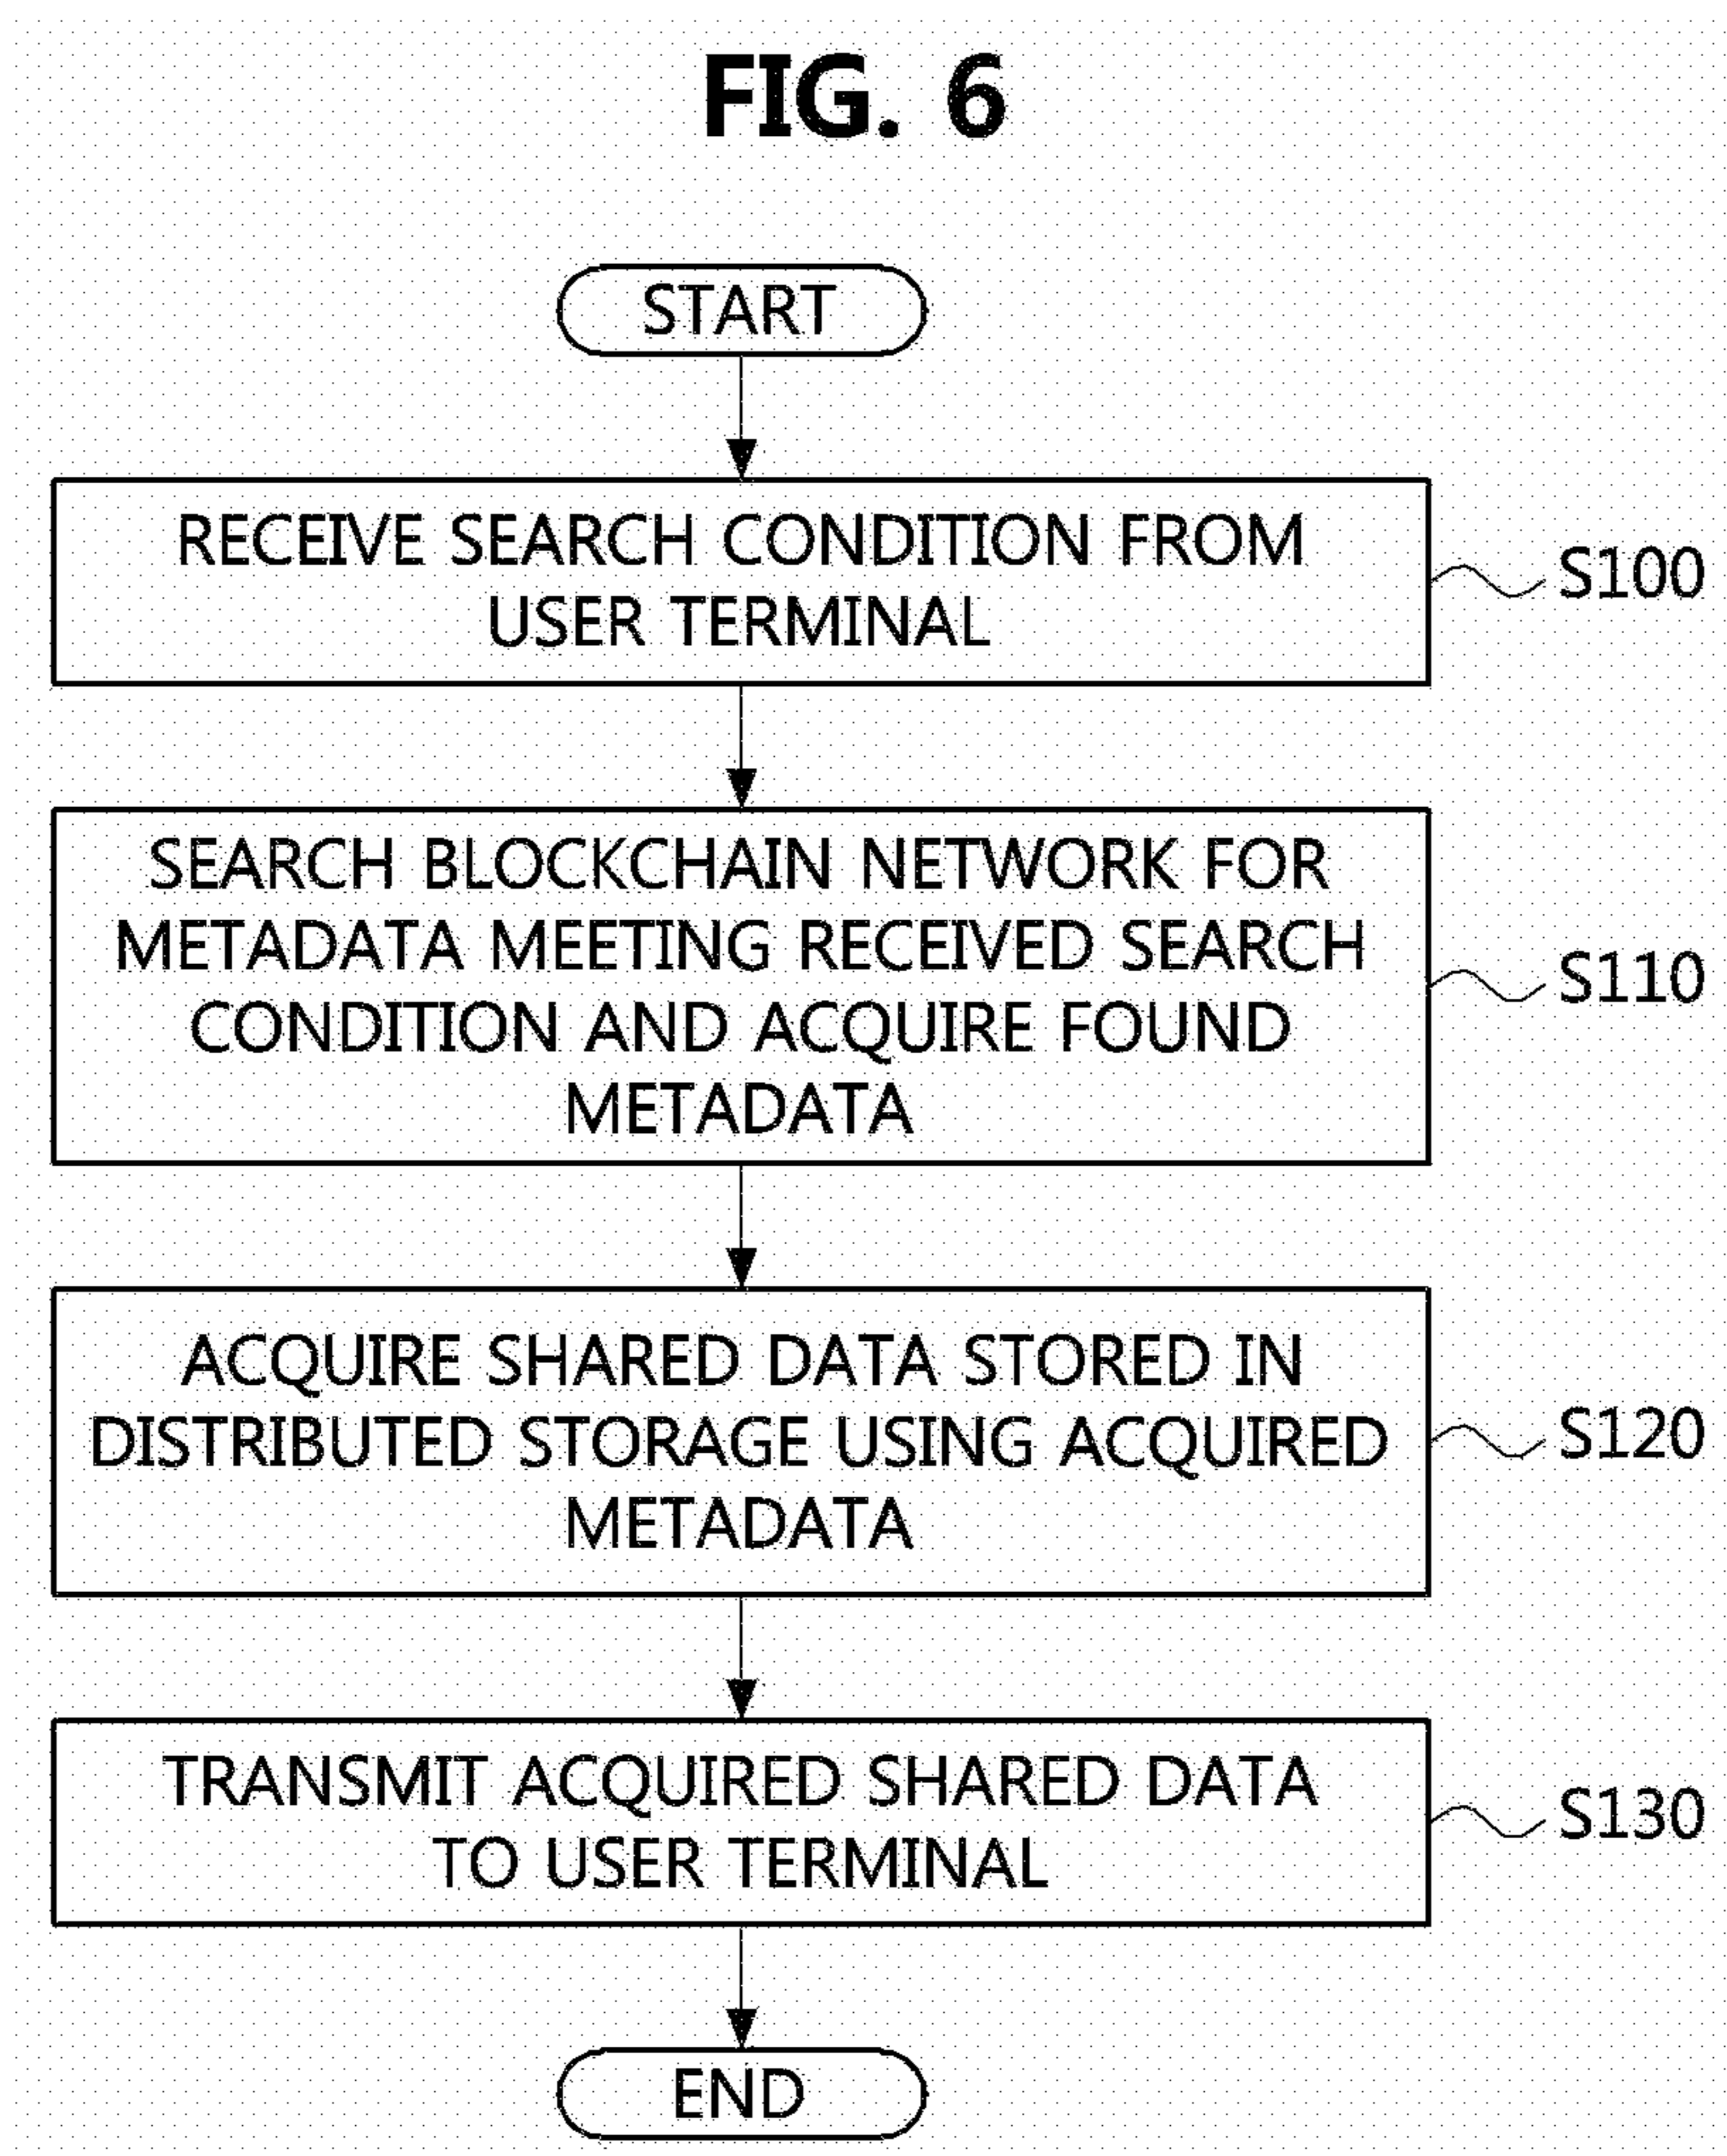 FIG. 6
START
RECEIVE SEARCH CONDITION FROM
USER TERMINAL
S100
SEARCH BLOCKCHAIN NETWORK FOR
METADATA MEETING RECEIVED SEARCH
CONDITION AND ACQUIRE FOUND
METADATA
S110
ACQUIRE SHARED DATA STORED IN
DISTRIBUTED STORAGE USING ACQUIRED
METADATA
S120
TRANSMIT ACQUIRED SHARED DATA
TO USER TERMINAL
S130
END